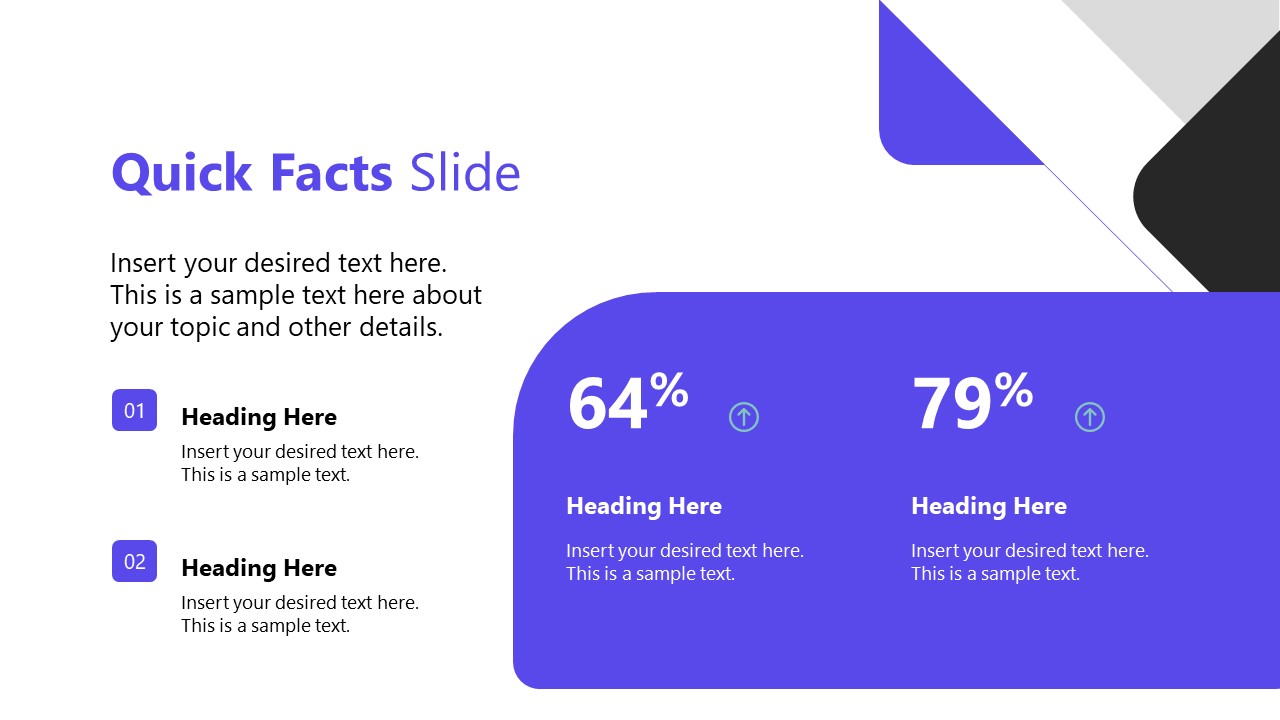 Quick Facts Slide
Insert your desired text here.
This is a sample text here about
your topic and other details.
01
Heading Here
Insert your desired text here.
This is a sample text.
02
Heading Here
Insert your desired text here.
This is a sample text.
64%
Heading Here
Insert your desired text here.
This is a sample text.
79%
Heading Here
Insert your desired text here.
This is a sample text.